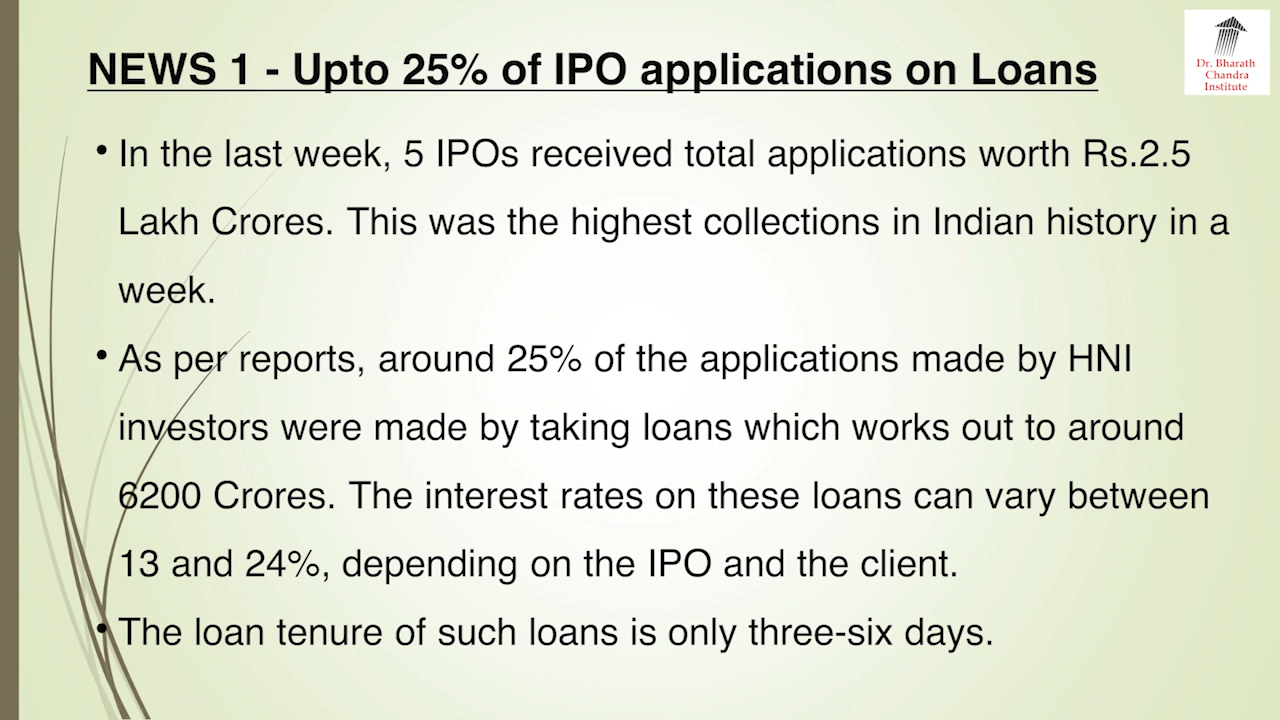 NEWS 1 - Upto 25% of IPO applications on Loans
Dr. Bharath
Chandra
Institute
• In the last week, 5 IPOs received total applications worth Rs.2.5
Lakh Crores. This was the highest collections in Indian history in a
week.
• As per reports, around 25% of the applications made by HNI
investors were made by taking loans which works out to around
6200 Crores. The interest rates on these loans can vary between
13 and 24%, depending on the IPO and the client.
• The loan tenure of such loans is only three-six days.